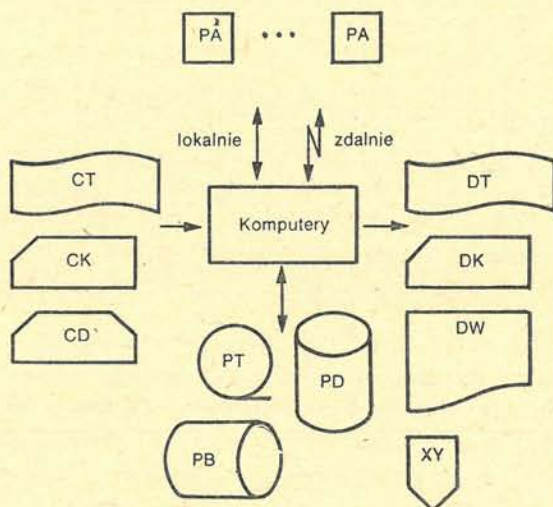 PA ... PA
lokalnie zdalnie
CT
DT
Komputery
CK
DK
CD
DW
PT
PD
PB
XY